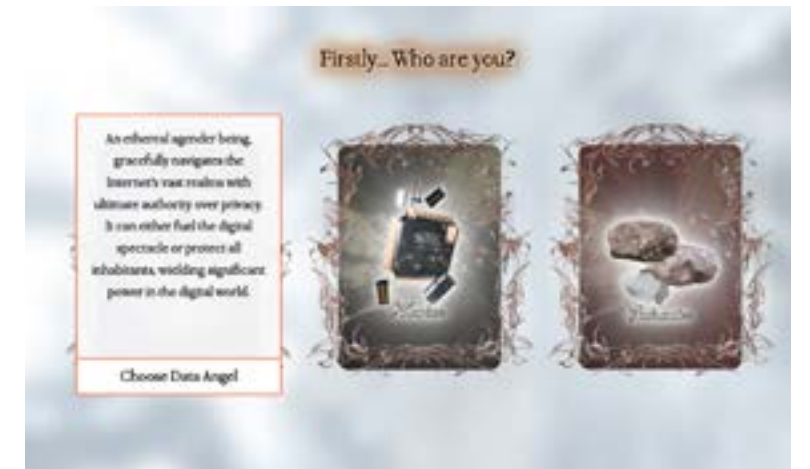 Firstly... Who are you?
An ethereal agender being,
gracefully navigates the
Internet's vast realms with
ultimate authority over privacy.
It can either fuel the digital
spectacle or protect all
inhabitants, wielding significant
power in the digital world.
Choose Data Angel